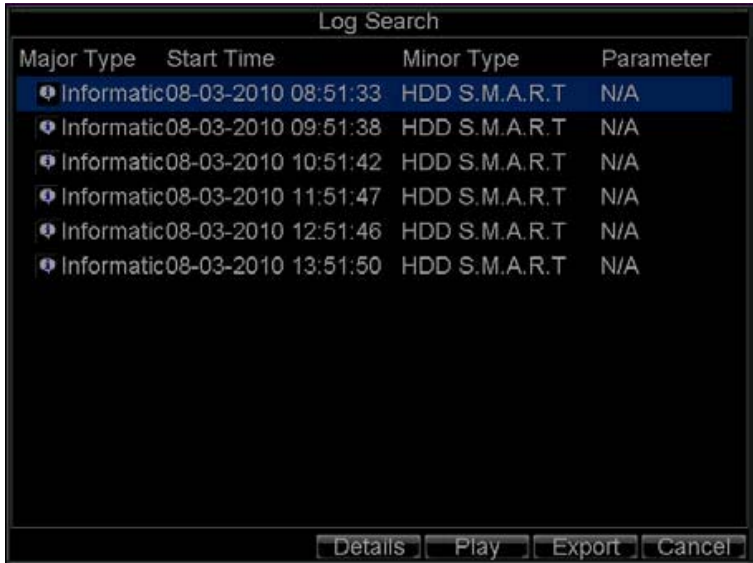 Log Search
Major Type Start Time Minor Type Parameter
Informatic08-03-2010 08:51:33 HDD S.M.A.R.T N/A
Informatic08-03-2010 09:51:38 HDD S.M.A.R.T N/A
Informatic08-03-2010 10:51:42 HDD S.M.A.R.T N/A
Informatic08-03-2010 11:51:47 HDD S.M.A.R.T N/A
Informatic08-03-2010 12:51:46 HDD S.M.A.R.T N/A
Informatic08-03-2010 13:51:50 HDD S.M.A.R.T N/A
Details Play Export Cancel